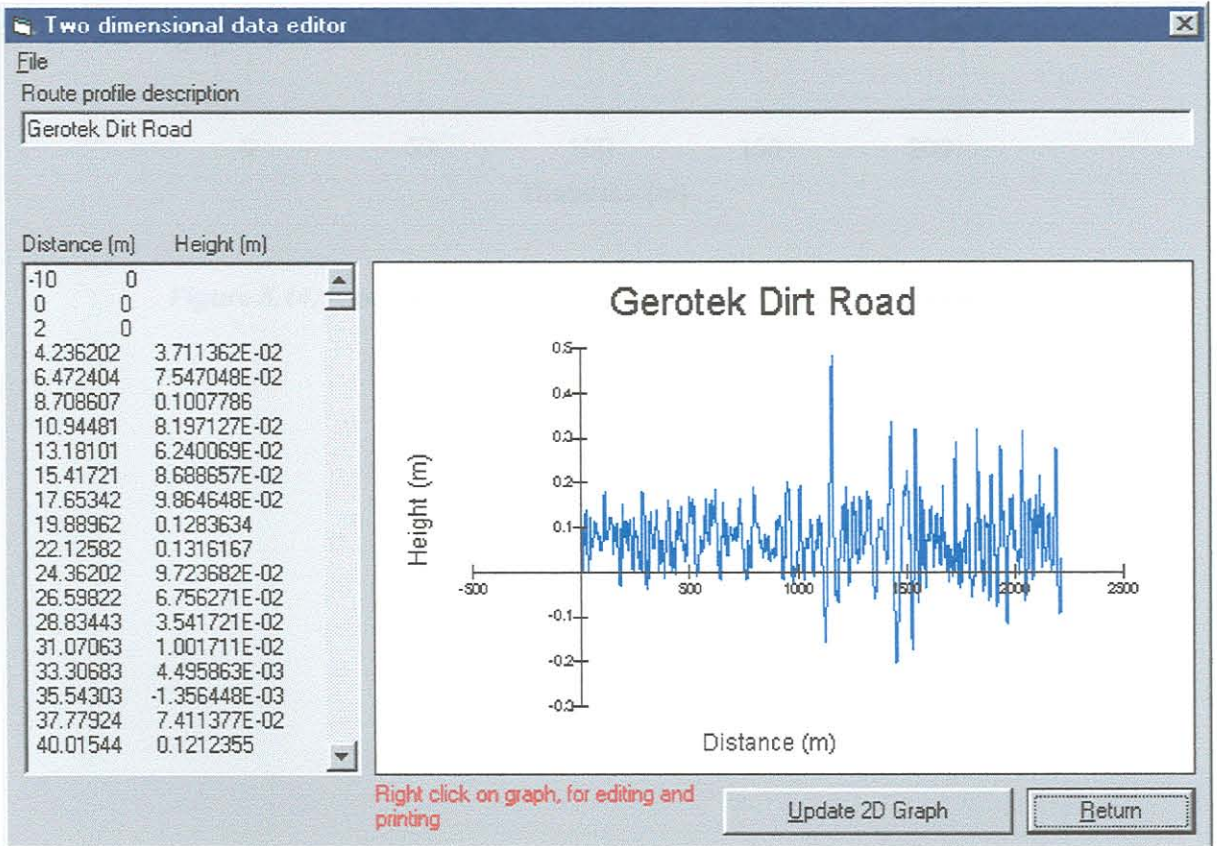 Two dimensional data editor
File
Route profile description
Gerotek Dirt Road
Distance (m) Height (m)
-10 0
0 0
2 0
4.236202 3.711362E-02
6.472404 7.547048E-02
8.708607 0.1007786
10.94481 8.197127E-02
13.18101 6.240069E-02
15.41721 8.688657E-02
17.65342 9.864648E-02
19.88962 0.1283634
22.12582 0.1316167
24.36202 9.723682E-02
26.59822 6.756271E-02
28.83443 3.541721E-02
31.07063 1.001711E-02
33.30683 4.495863E-03
35.54303 -1.356448E-03
37.77924 7.411377E-02
40.01544 0.1212355
Gerotek Dirt Road
Height (m)
0.5
0.4
0.3
0.2
0.1
-500 500 1000 1500 2000 2500
-0.1
-0.2
-0.3
Distance (m)
Right click on graph, for editing and
printing
Update 2D Graph
Return